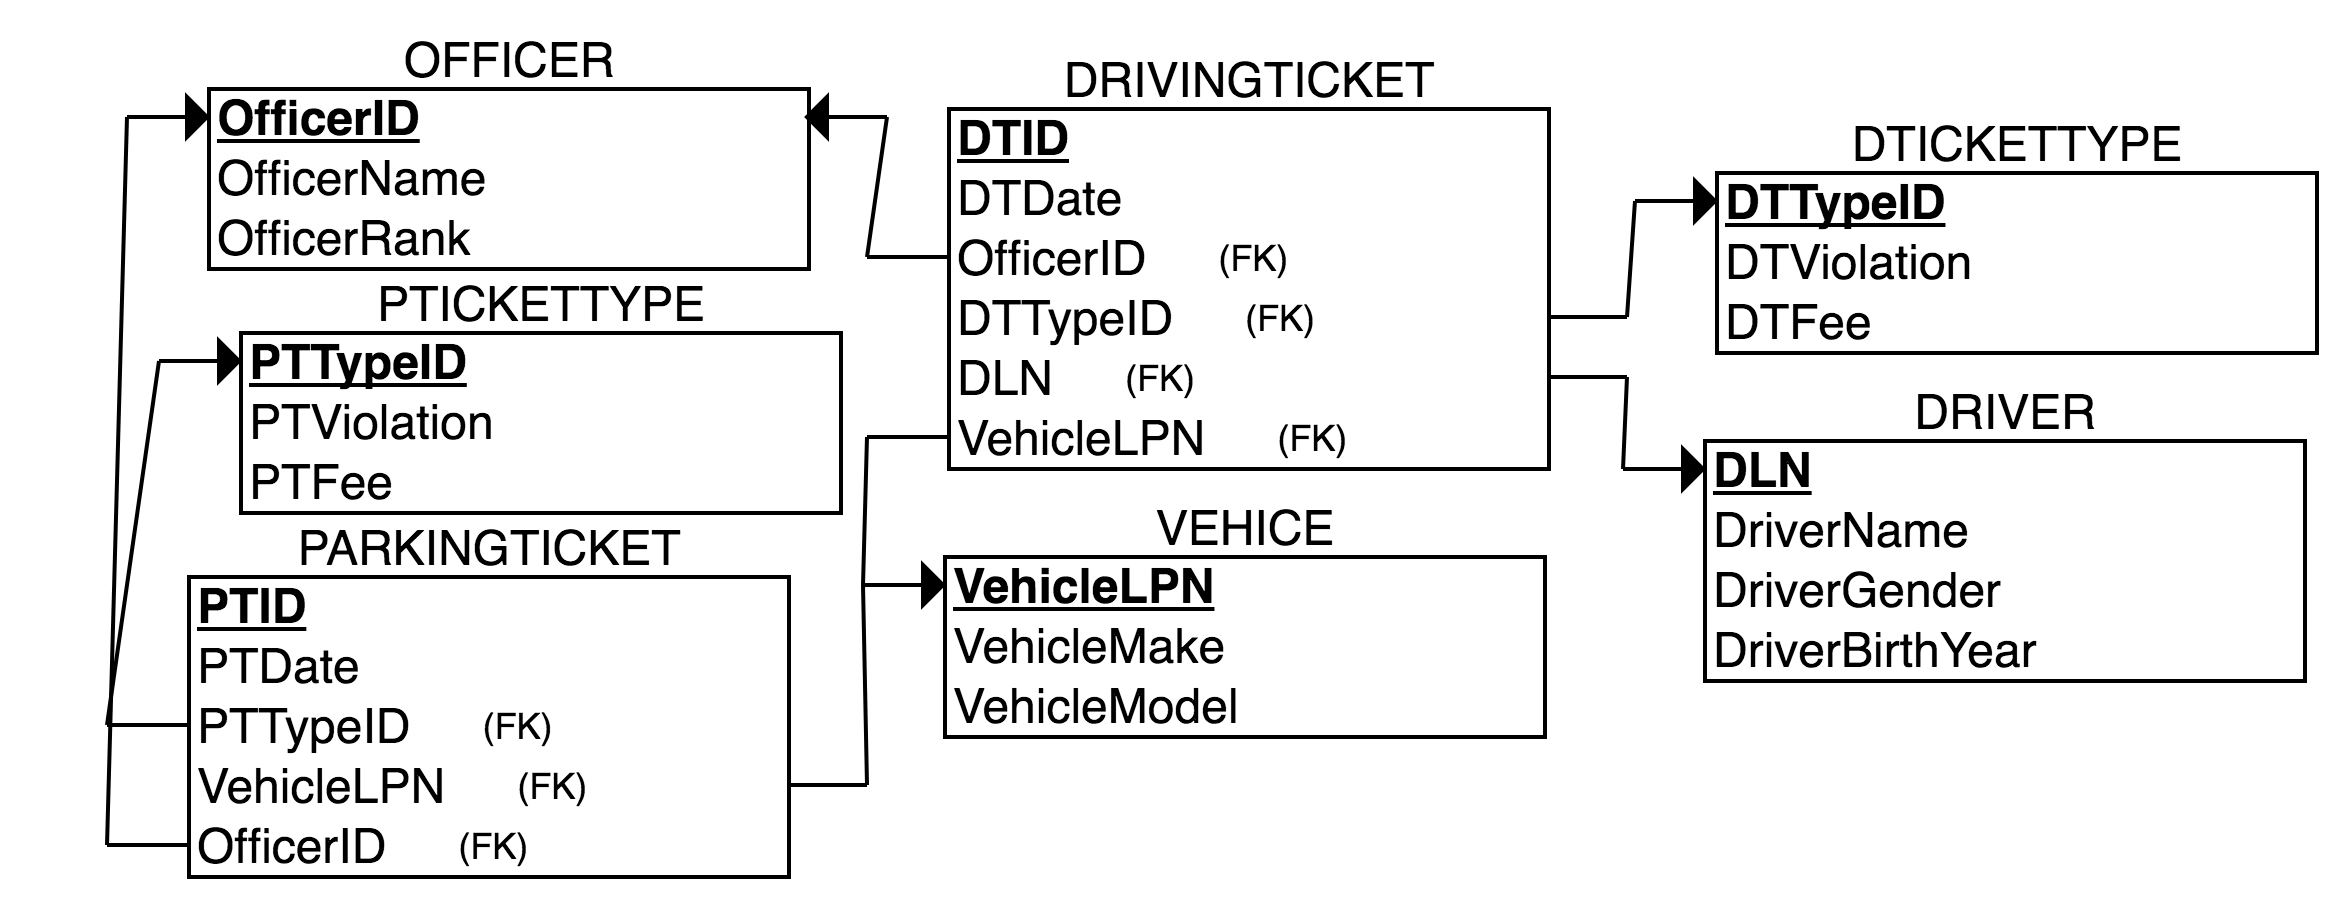 OFFICER
OfficerID
OfficerName
OfficerRank
PTICKETTYPE
PTTypeID
PTViolation
PTFee
PARKINGTICKET
PTID
PTDate
PTTypeID (FK)
VehicleLPN (FK)
OfficerID (FK)
DRIVINGTICKET
DTID
DTDate
OfficerID (FK)
DTTypeID (FK)
DLN (FK)
VehicleLPN (FK)
VEHICE
VehicleLPN
VehicleMake
VehicleModel
DTICKETTYPE
DTTypeID
DTViolation
DTFee
DRIVER
DLN
DriverName
DriverGender
DriverBirthYear